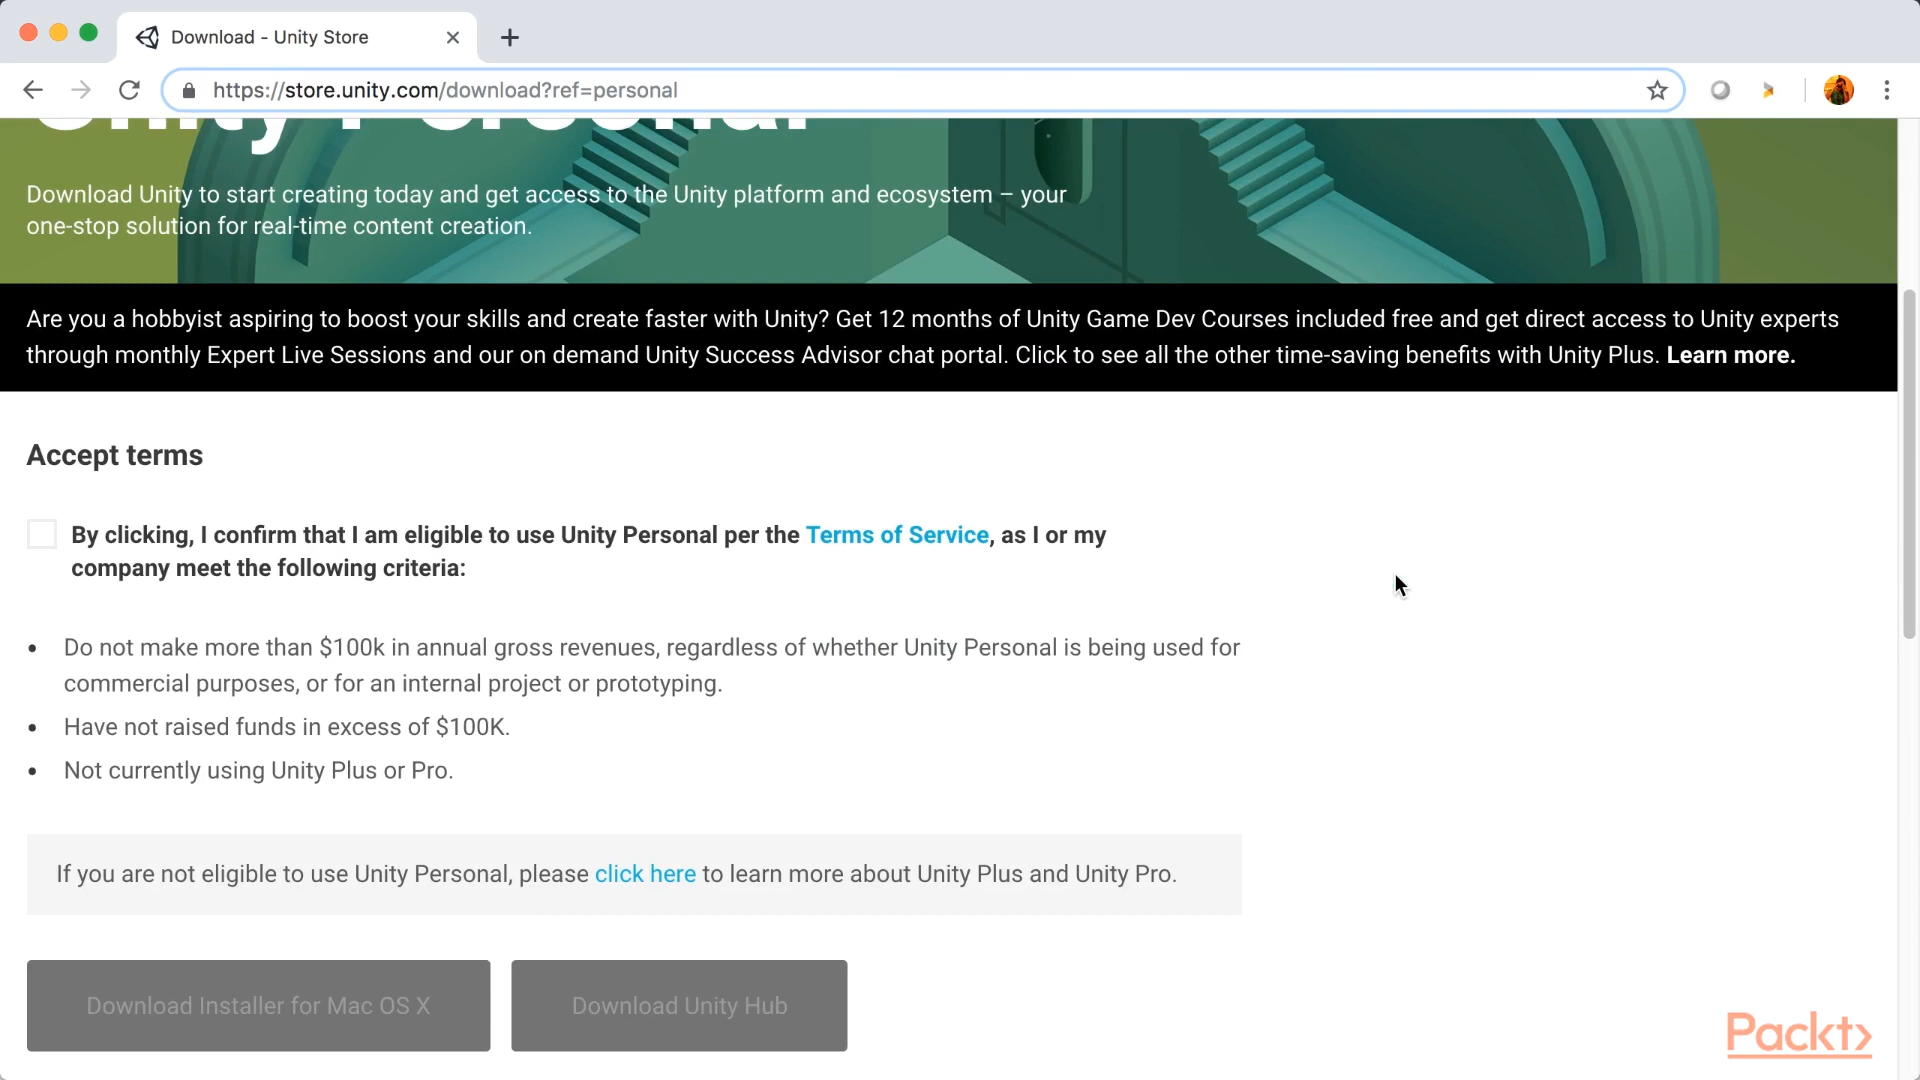 Download - Unity Store
https://store.unity.com/download?ref=personal
Unity Personal
Download Unity to start creating today and get access to the Unity platform and ecosystem – your
one-stop solution for real-time content creation.
Are you a hobbyist aspiring to boost your skills and create faster with Unity? Get 12 months of Unity Game Dev Courses included free and get direct access to Unity experts
through monthly Expert Live Sessions and our on demand Unity Success Advisor chat portal. Click to see all the other time-saving benefits with Unity Plus. Learn more.
Accept terms
By clicking, I confirm that I am eligible to use Unity Personal per the Terms of Service, as I or my
company meet the following criteria:
• Do not make more than $100k in annual gross revenues, regardless of whether Unity Personal is being used for
commercial purposes, or for an internal project or prototyping.
• Have not raised funds in excess of $100K.
• Not currently using Unity Plus or Pro.
If you are not eligible to use Unity Personal, please click here to learn more about Unity Plus and Unity Pro.
Download Installer for Mac OS X
Download Unity Hub
Packt>